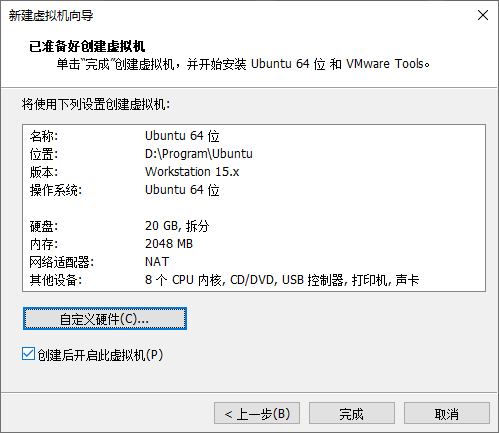 新建虚拟机向导
已准备好创建虚拟机
单击“完成”创建虚拟机，并开始安装 Ubuntu 64 位 和 VMware Tools。
将使用下列设置创建虚拟机:
名称: Ubuntu 64 位
位置: D:\Program\Ubuntu
版本: Workstation 15.x
操作系统: Ubuntu 64 位
硬盘: 20 GB, 拆分
内存: 2048 MB
网络适配器: NAT
其他设备: 8 个 CPU 内核, CD/DVD, USB 控制器, 打印机, 声卡
自定义硬件(C)...
创建后开启此虚拟机(P)
< 上一步(B) 完成 取消